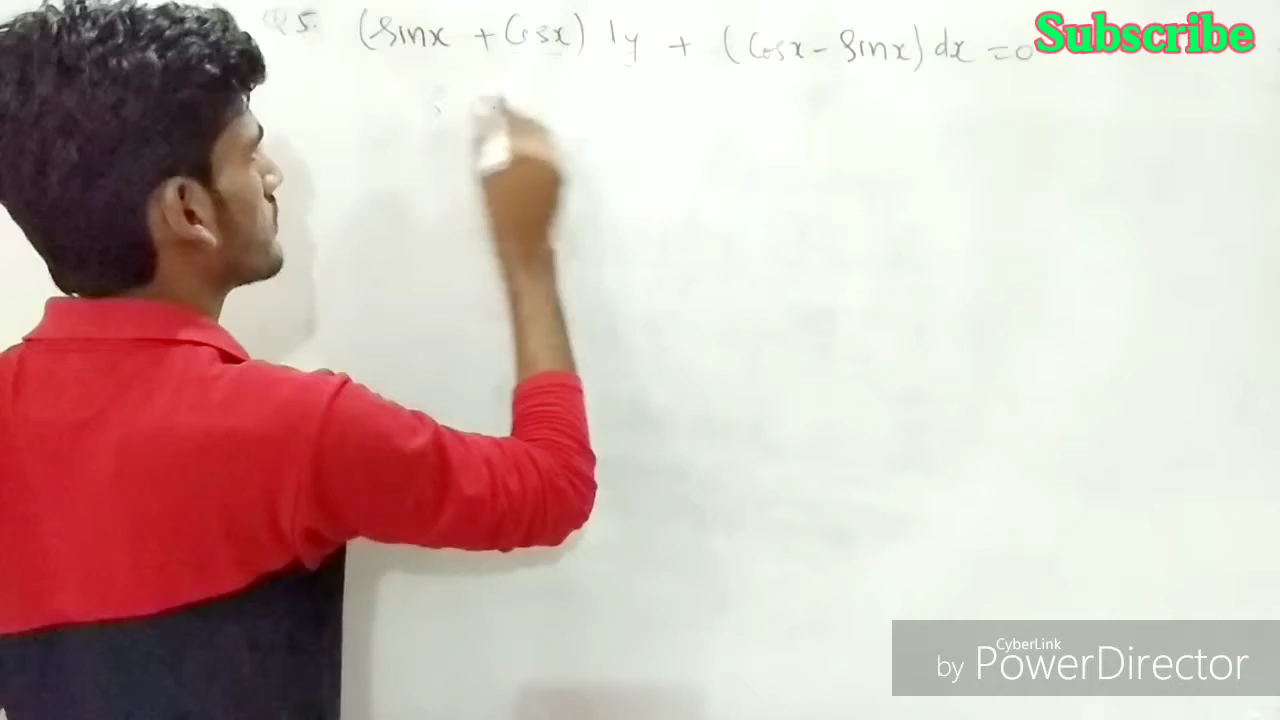 Q5. (sinx + Cosx) dy + (Cosx - sinx) dx = 0
Subscribe
CyberLink
by PowerDirector